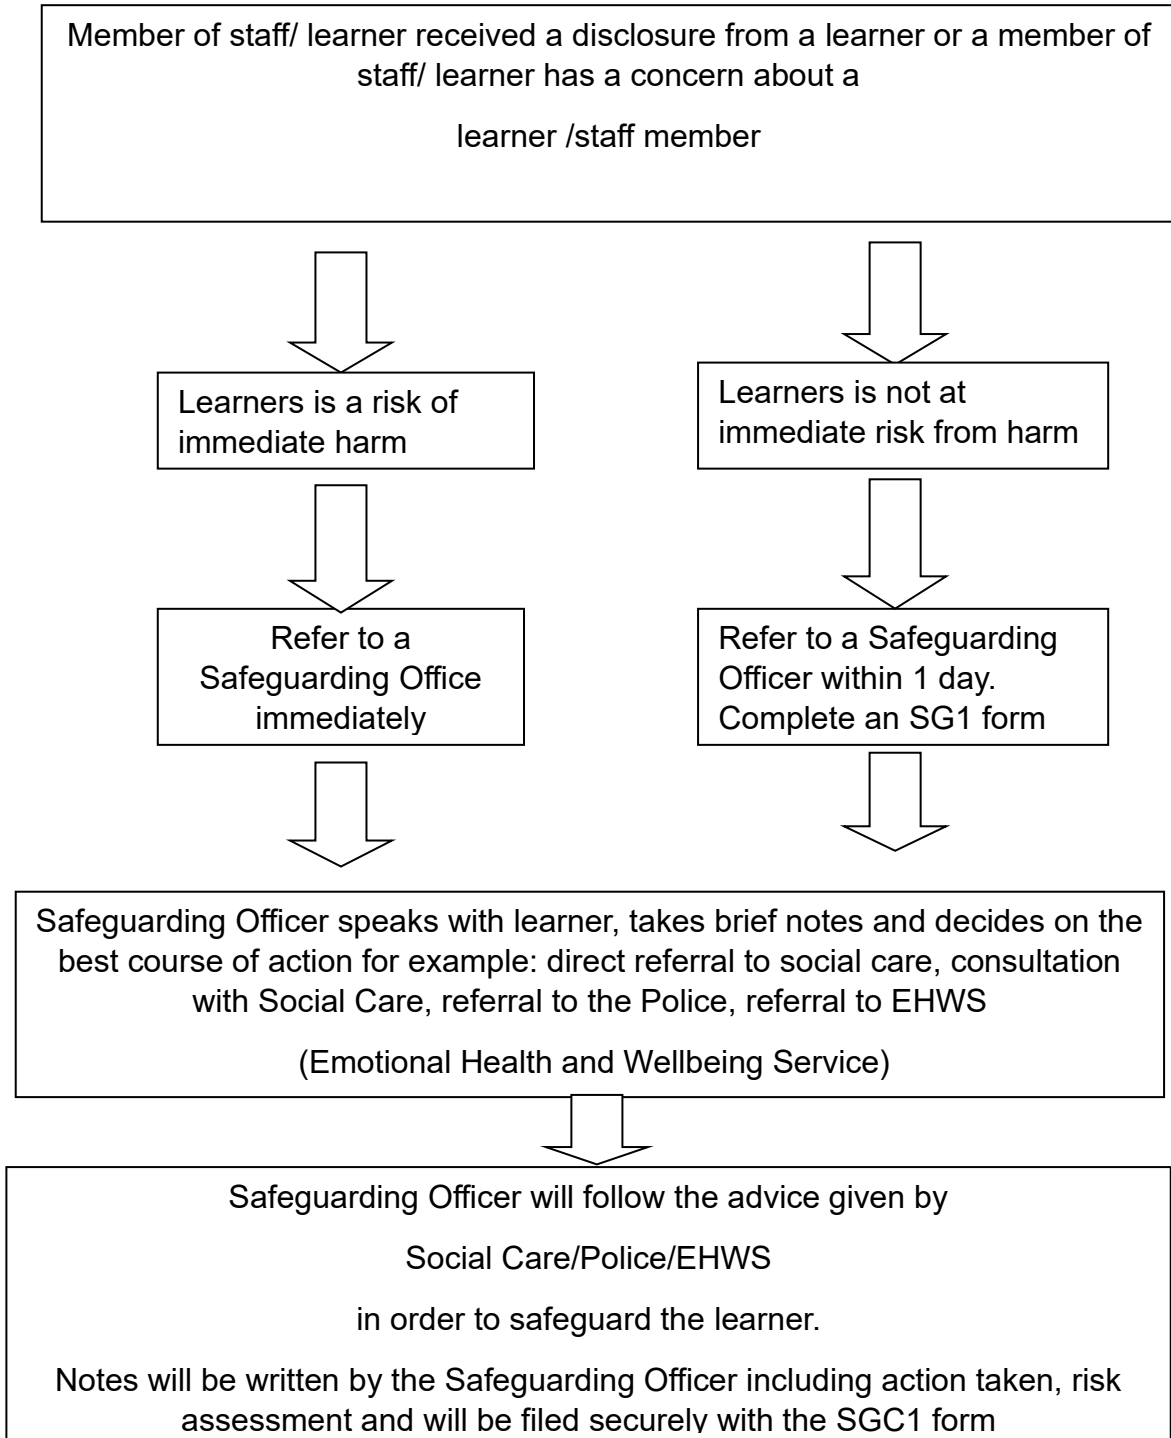 Member of staff/ learner received a disclosure from a learner or a member of
staff/ learner has a concern about a
learner /staff member
Learners is a risk of
immediate harm
Learners is not at
immediate risk from harm
Refer to a
Safeguarding Office
immediately
Refer to a Safeguarding
Officer within 1 day.
Complete an SG1 form
Safeguarding Officer speaks with learner, takes brief notes and decides on the
best course of action for example: direct referral to social care, consultation
with Social Care, referral to the Police, referral to EHWS
(Emotional Health and Wellbeing Service)
Safeguarding Officer will follow the advice given by
Social Care/Police/EHWS
in order to safeguard the learner.
Notes will be written by the Safeguarding Officer including action taken, risk
assessment and will be filed securely with the SGC1 form